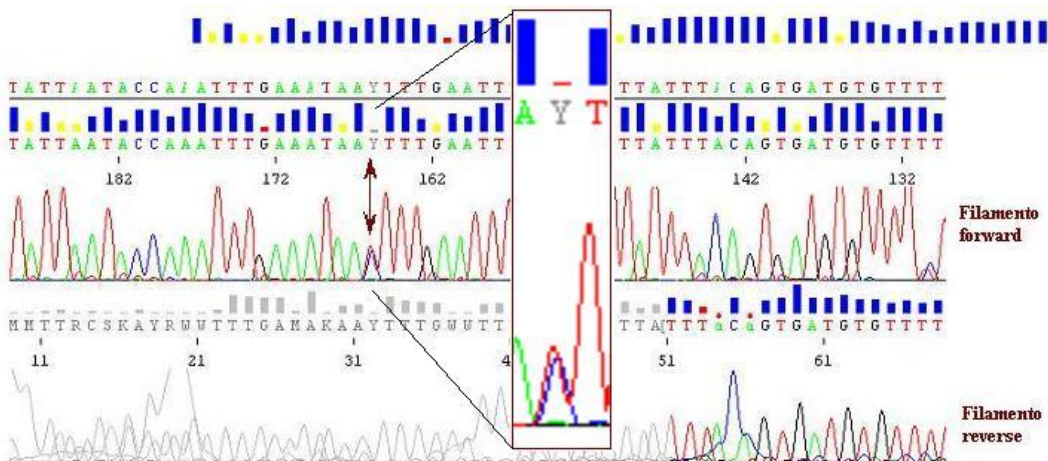 TATTAATACCAAATTTGAAATAAYTTTGAATT TTATTTACAGTGATGTGTTTT
A Y T
TATTAATACCAAATTTGAAATAAYTTTGAATT TTATTTACAGTGATGTGTTTT
182 172 162 142 132
Filamento
forward
MMTTRCSKAYRWWTTTGAMAKAAYTTTGWWTT TTATTTaCaGTGATGTGTTTT
11 21 31 4 51 61
Filamento
reverse